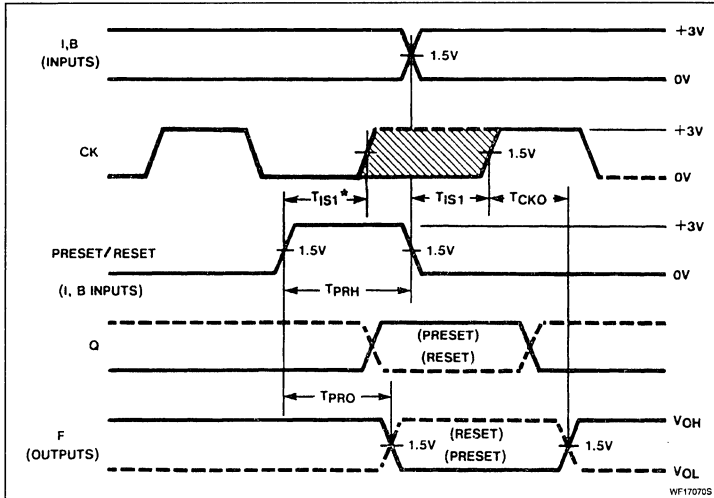 I,B
(INPUTS)
+3V
1.5V
0V
CK
+3V
1.5V
0V
TIS1*
TIS1
TCKO
PRESET/RESET
(I, B INPUTS)
1.5V
1.5V
+3V
0V
TPRH
Q
(PRESET)
(RESET)
TPRO
F
(OUTPUTS)
1.5V
(RESET)
(PRESET)
1.5V
VOH
VOL
WF17070S